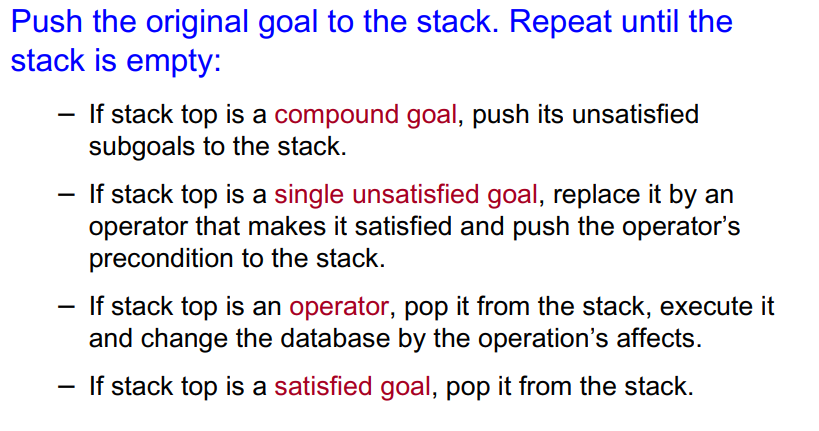 Push the original goal to the stack. Repeat until the
stack is empty:
– If stack top is a compound goal, push its unsatisfied
subgoals to the stack.
– If stack top is a single unsatisfied goal, replace it by an
operator that makes it satisfied and push the operator's
precondition to the stack.
– If stack top is an operator, pop it from the stack, execute it
and change the database by the operation's affects.
– If stack top is a satisfied goal, pop it from the stack.